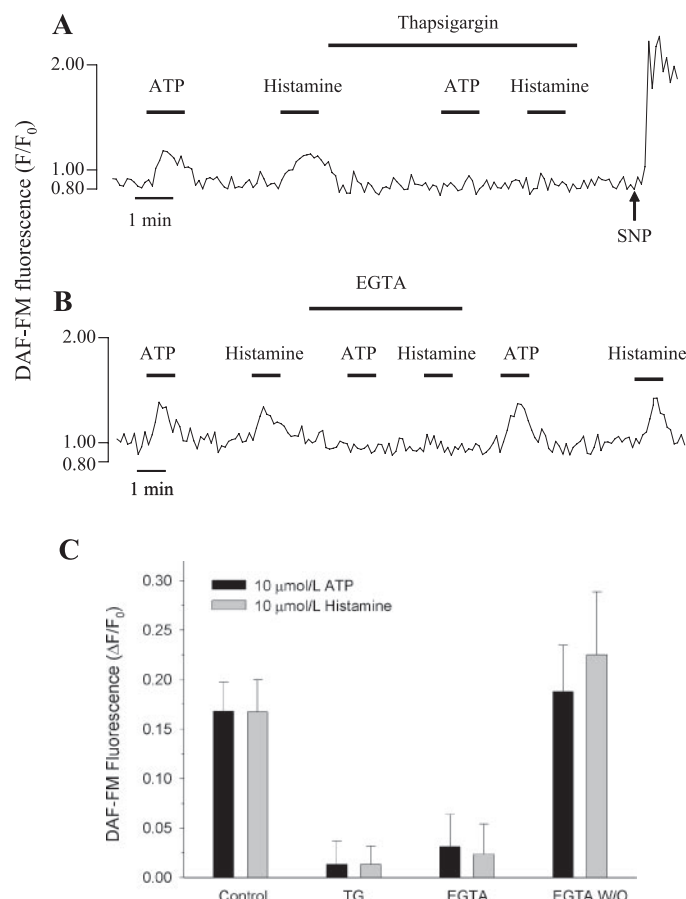 A
Thapsigargin
2.00
ATP
Histamine
ATP
Histamine
1.00
0.80
1 min
SNP
DAF-FM fluorescence (F/F0)
B
EGTA
2.00
ATP
Histamine
ATP
Histamine
ATP
Histamine
1.00
0.80
1 min
C
0.30
0.25
0.20
0.15
0.10
0.05
0.00
10 μmol/L ATP
10 μmol/L Histamine
DAF-FM Fluorescence (ΔF/F0)
Control
TG
EGTA
EGTA W/O